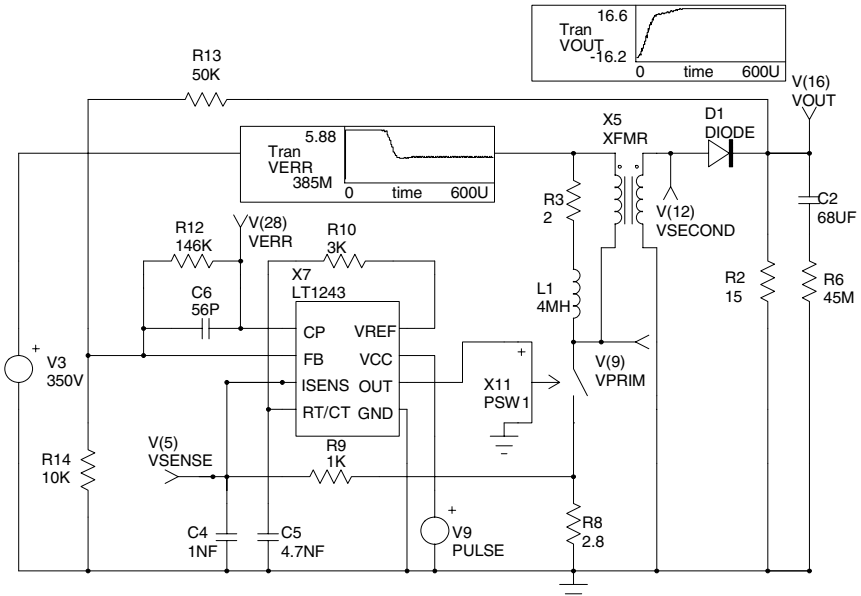 16.6
Tran
VOUT
-16.2
0 time 600U
R13
50K
V(16)
VOUT
D1
DIODE
X5
XFMR
5.88
Tran
VERR
385M
0 time 600U
R3
2
V(12)
VSECOND
C2
68UF
R12
146K
V(28)
VERR
R10
3K
X7
LT1243
C6
56P
L1
4MH
R2
15
R6
45M
CP VREF
FB VCC
ISENS OUT
RT/CT GND
+
V3
350V
+
X11
PSW1
V(9)
VPRIM
R14
10K
V(5)
VSENSE
R9
1K
C4
1NF
C5
4.7NF
+
V9
PULSE
R8
2.8